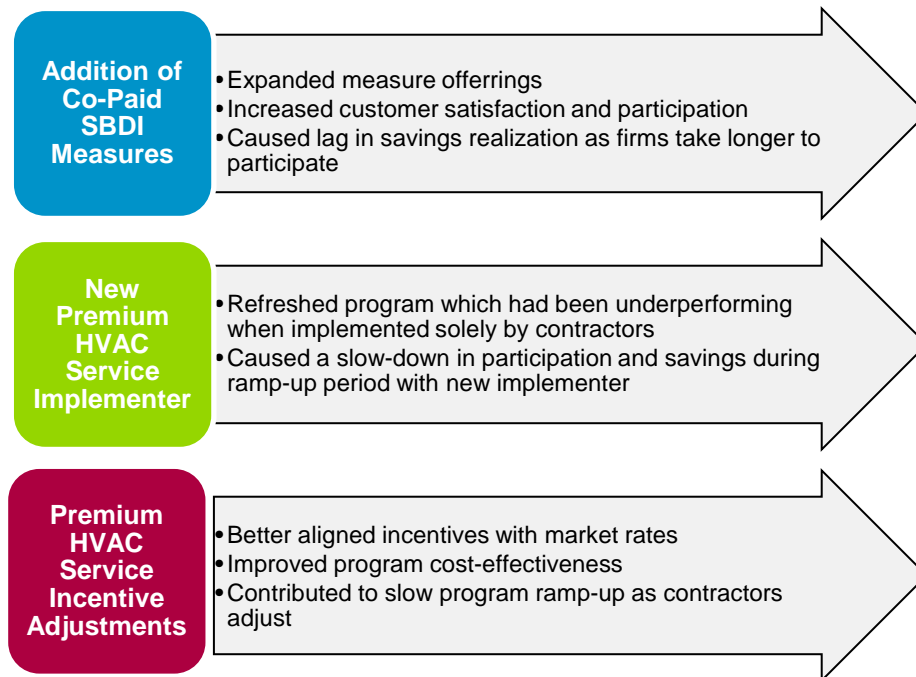 Addition of
Co-Paid
SBDI
Measures
•Expanded measure offerrings
•Increased customer satisfaction and participation
•Caused lag in savings realization as firms take longer to
participate
New
Premium
HVAC
Service
Implementer
•Refreshed program which had been underperforming
when implemented solely by contractors
•Caused a slow-down in participation and savings during
ramp-up period with new implementer
Premium
HVAC
Service
Incentive
Adjustments
•Better aligned incentives with market rates
•Improved program cost-effectiveness
•Contributed to slow program ramp-up as contractors
adjust